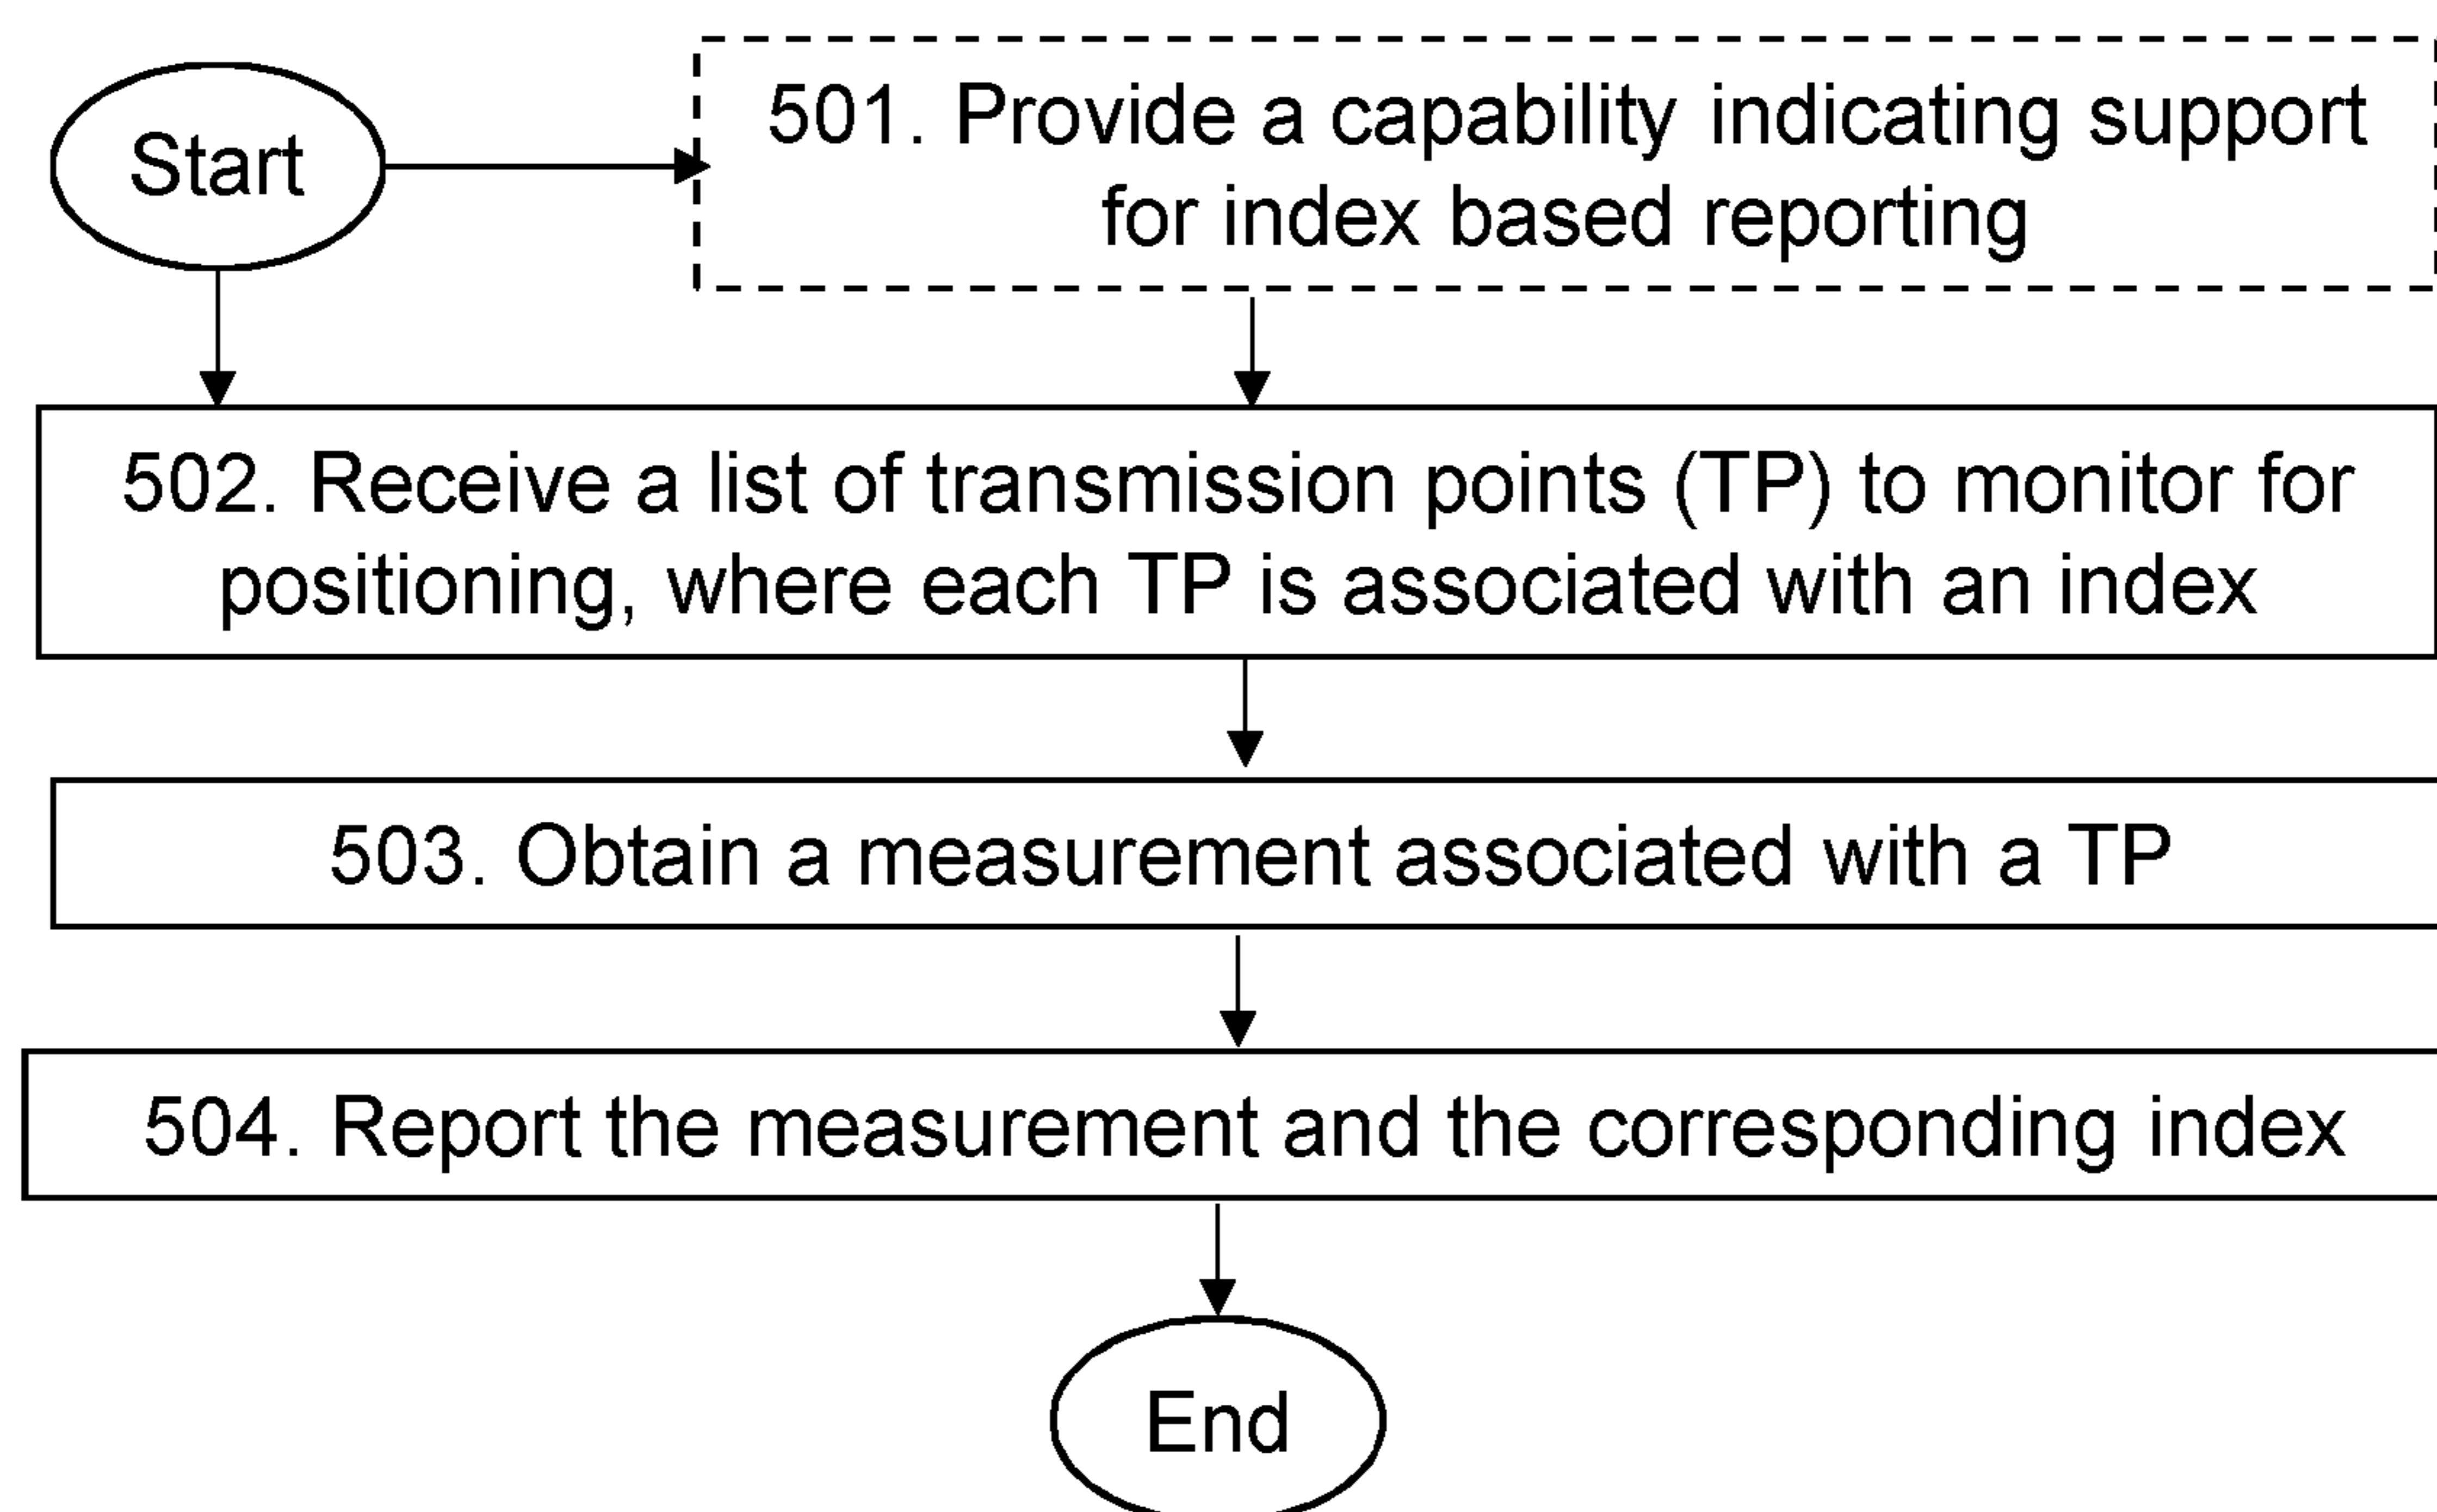 Start
501. Provide a capability indicating support
for index based reporting
502. Receive a list of transmission points (TP) to monitor for
positioning, where each TP is associated with an index
503. Obtain a measurement associated with a TP
504. Report the measurement and the corresponding index
End